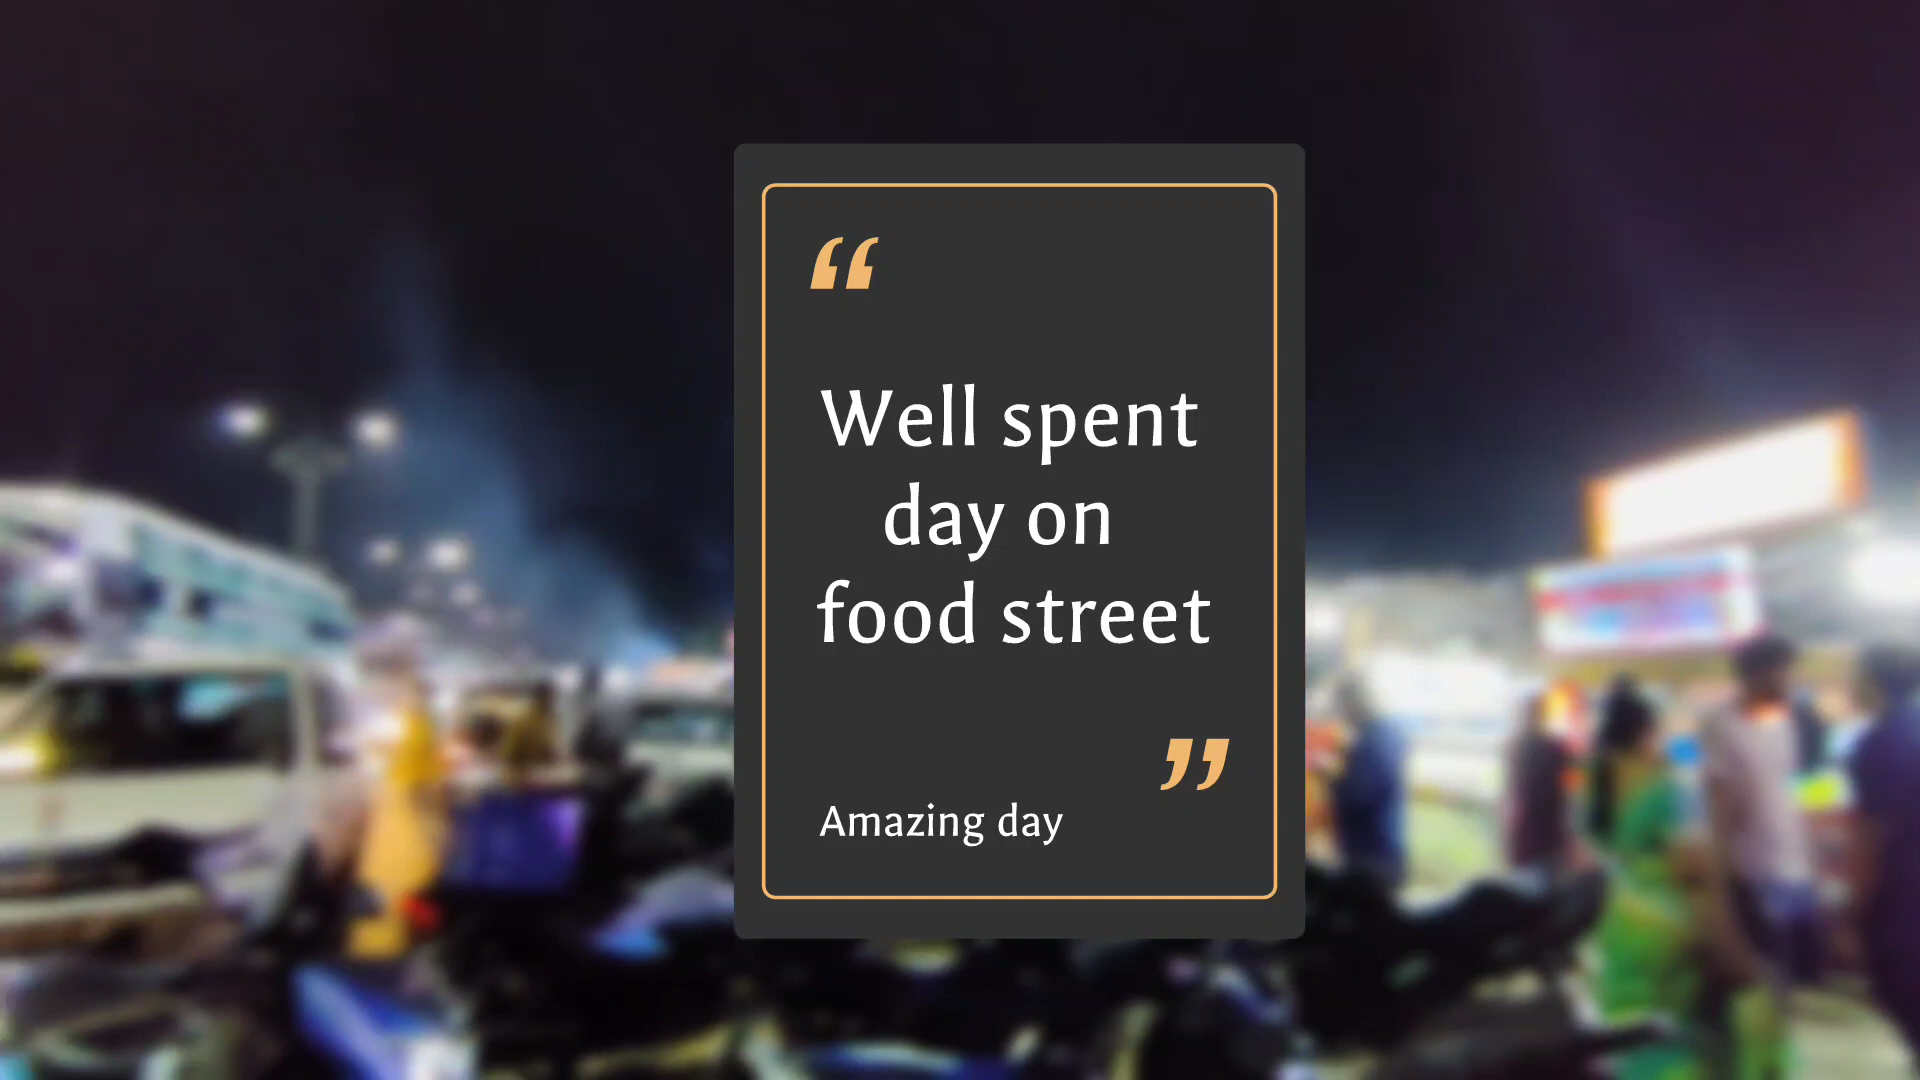 “
Well spent
day on
food street
”
Amazing day